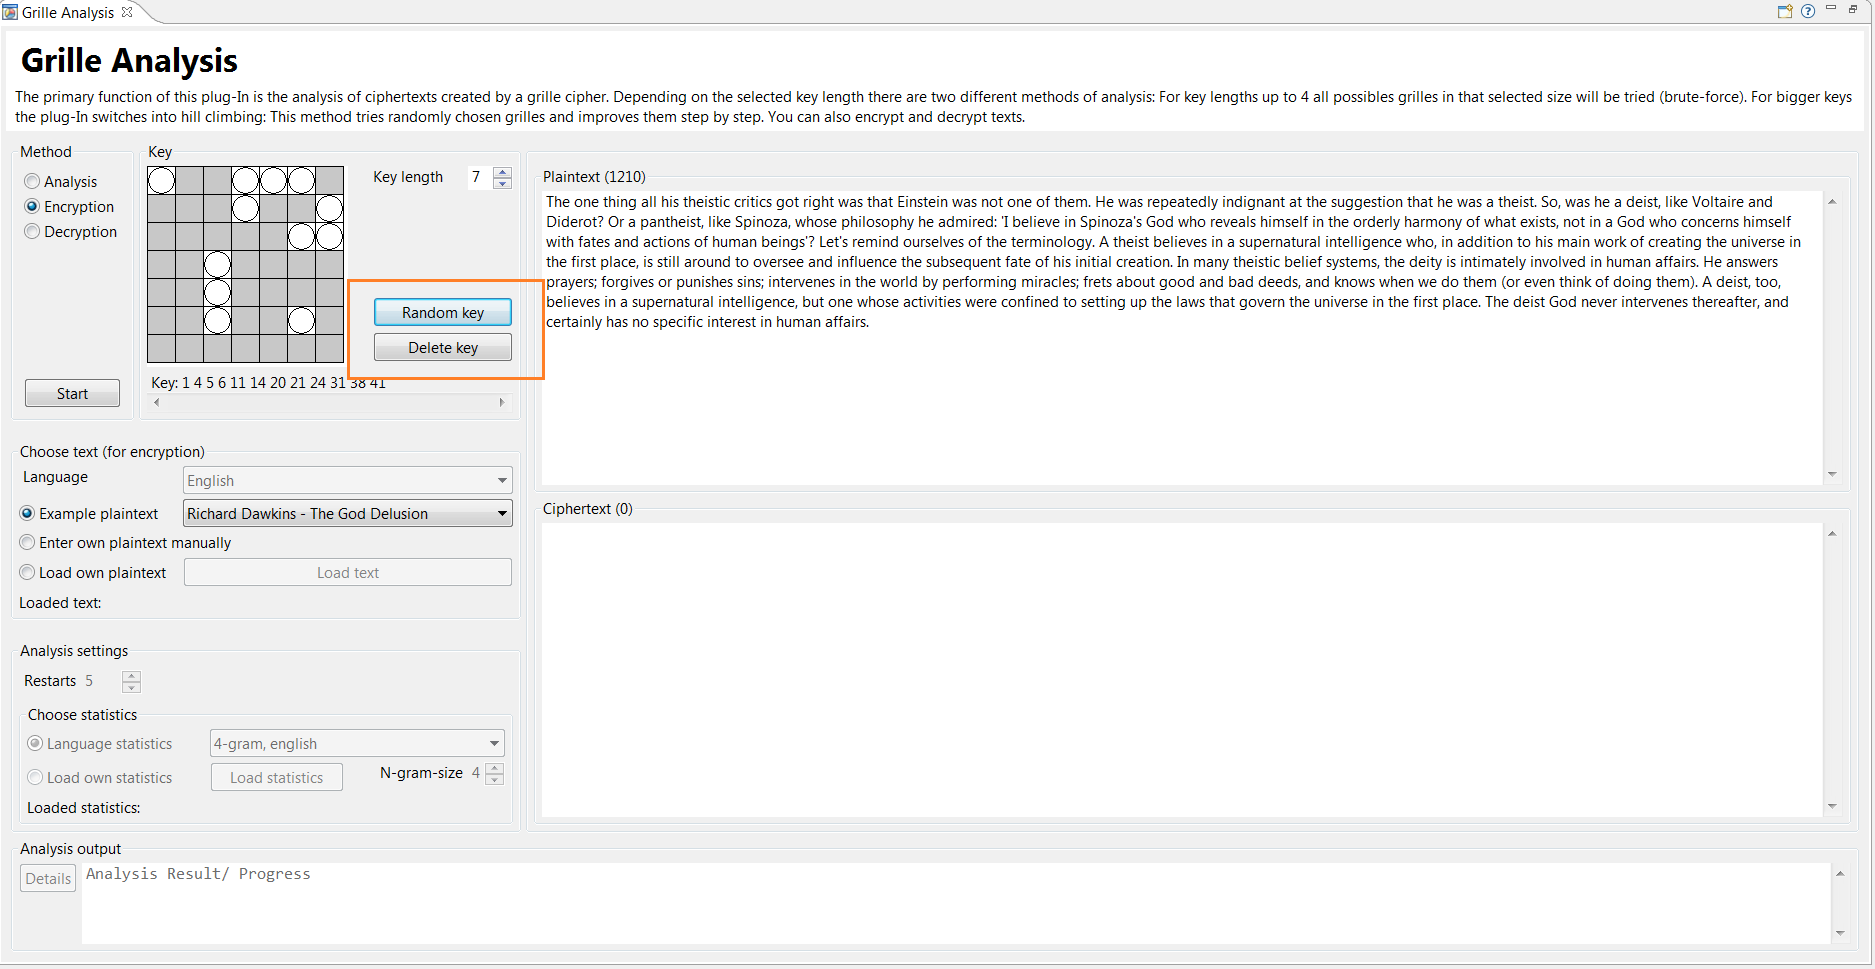 Grille Analysis
Grille Analysis
The primary function of this plug-In is the analysis of ciphertexts created by a grille cipher. Depending on the selected key length there are two different methods of analysis: For key lengths up to 4 all possibles grilles in that selected size will be tried (brute-force). For bigger keys
the plug-In switches into hill climbing: This method tries randomly chosen grilles and improves them step by step. You can also encrypt and decrypt texts.
Method
Analysis
Encryption
Decryption
Start
Key
Key length 7
Random key
Delete key
Key: 1 4 5 6 11 14 20 21 24 31 38 41
Choose text (for encryption)
Language English
Example plaintext Richard Dawkins - The God Delusion
Enter own plaintext manually
Load own plaintext Load text
Loaded text:
Analysis settings
Restarts 5
Choose statistics
Language statistics 4-gram, english
Load own statistics Load statistics N-gram-size 4
Loaded statistics:
Plaintext (1210)
The one thing all his theistic critics got right was that Einstein was not one of them. He was repeatedly indignant at the suggestion that he was a theist. So, was he a deist, like Voltaire and
Diderot? Or a pantheist, like Spinoza, whose philosophy he admired: 'I believe in Spinoza's God who reveals himself in the orderly harmony of what exists, not in a God who concerns himself
with fates and actions of human beings'? Let's remind ourselves of the terminology. A theist believes in a supernatural intelligence who, in addition to his main work of creating the universe in
the first place, is still around to oversee and influence the subsequent fate of his initial creation. In many theistic belief systems, the deity is intimately involved in human affairs. He answers
prayers; forgives or punishes sins; intervenes in the world by performing miracles; frets about good and bad deeds, and knows when we do them (or even think of doing them). A deist, too,
believes in a supernatural intelligence, but one whose activities were confined to setting up the laws that govern the universe in the first place. The deist God never intervenes thereafter, and
certainly has no specific interest in human affairs.
Ciphertext (0)
Analysis output
Details
Analysis Result/ Progress